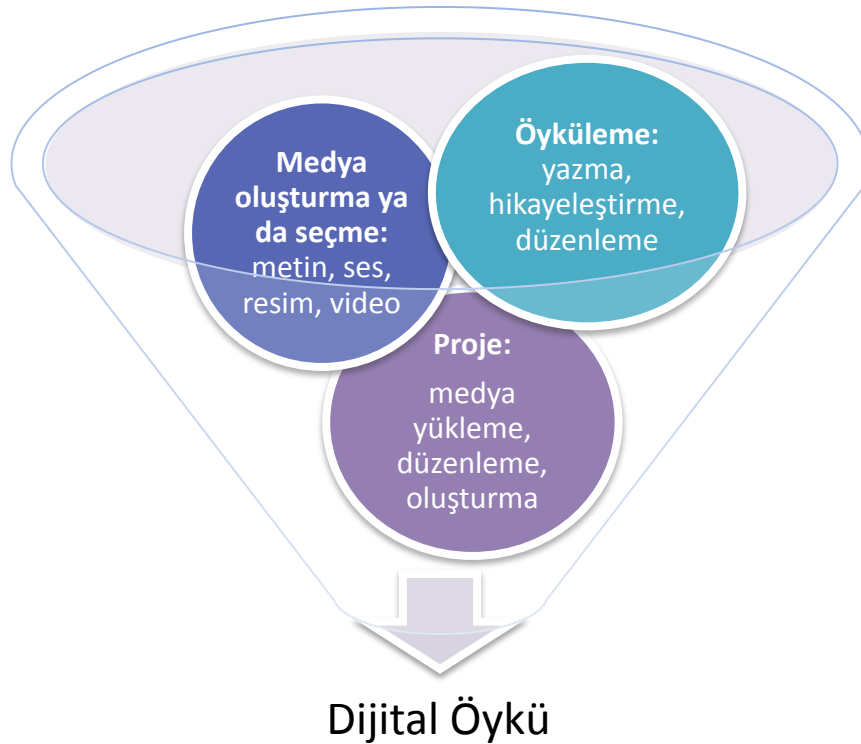 Medya
oluşturma ya
da seçme:
metin, ses,
resim, video
Öyküleme:
yazma,
hikayeleştirme,
düzenleme
Proje:
medya
yükleme,
düzenleme,
oluşturma
Dijital Öykü